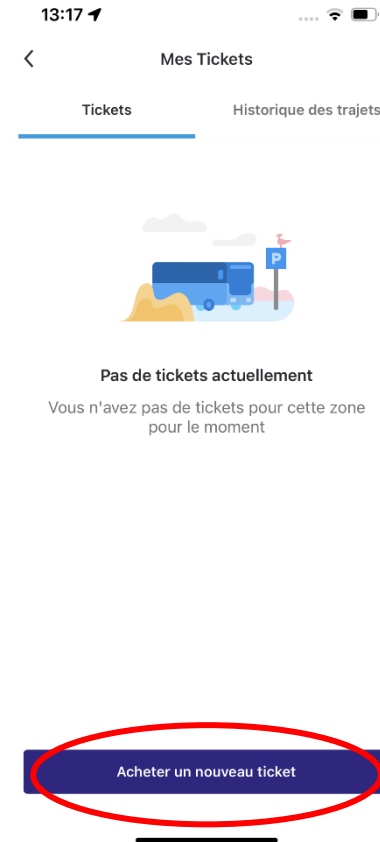 13:17
Mes Tickets
Tickets
Historique des trajets
P
Pas de tickets actuellement
Vous n'avez pas de tickets pour cette zone
pour le moment
Acheter un nouveau ticket